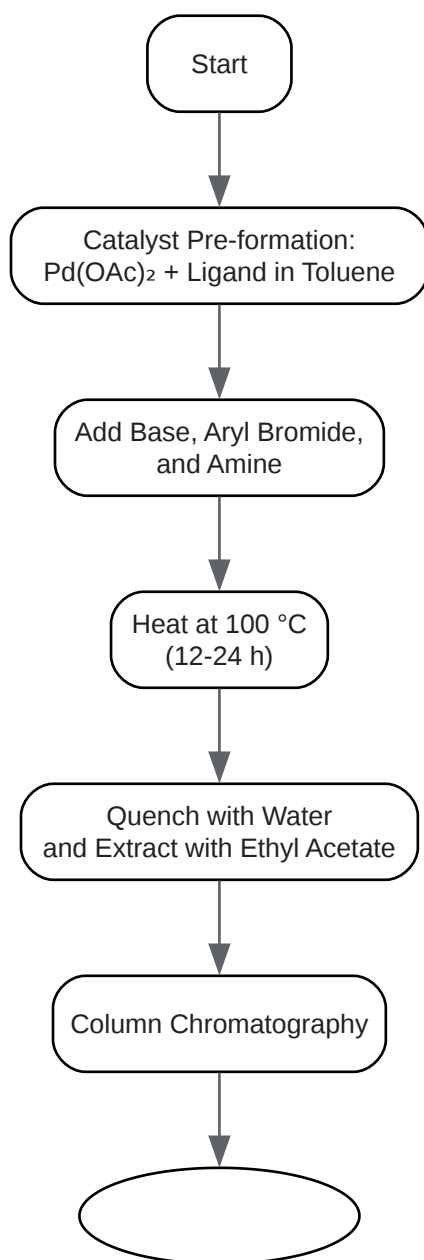 Start
Catalyst Pre-formation:
Pd(OAc)₂ + Ligand in Toluene
Add Base, Aryl Bromide,
and Amine
Heat at 100 °C
(12-24 h)
Quench with Water
and Extract with Ethyl Acetate
Column Chromatography